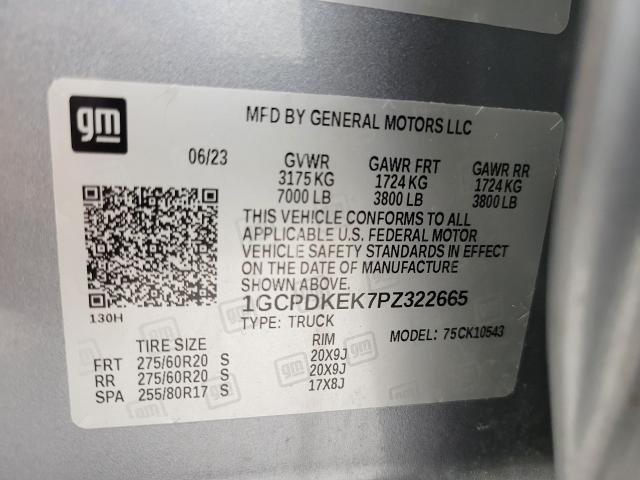 gm
MFD BY GENERAL MOTORS LLC
06/23 GVWR GAWR FRT GAWR RR
3175 KG 1724 KG 1724 KG
7000 LB 3800 LB 3800 LB
THIS VEHICLE CONFORMS TO ALL
APPLICABLE U.S. FEDERAL MOTOR
VEHICLE SAFETY STANDARDS IN EFFECT
ON THE DATE OF MANUFACTURE
SHOWN ABOVE.
1GCPDKEK7PZ322665
130H
TYPE: TRUCK MODEL: 75CK10543
TIRE SIZE RIM
FRT 275/60R20 S 20X9J
RR 275/60R20 S 20X9J
SPA 255/80R17 S 17X8J